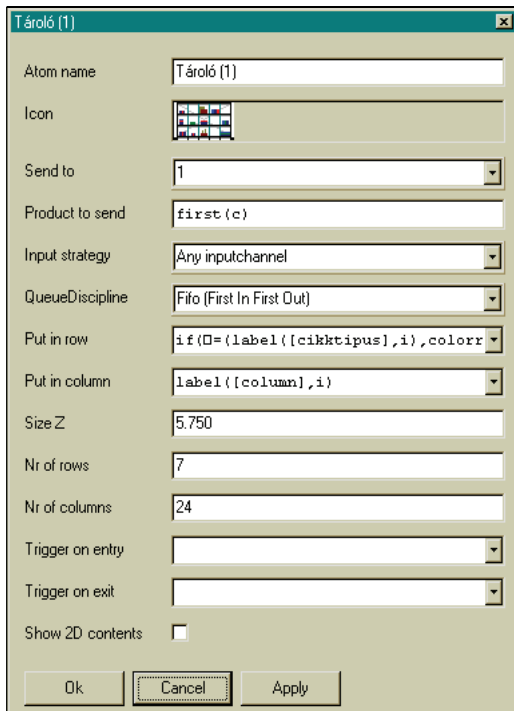 Tároló (1)
Atom name Tároló (1)
Icon
Send to 1
Product to send first(c)
Input strategy Any inputchannel
QueueDiscipline Fifo (First In First Out)
Put in row if(□=(label([cikktipus],i),colorr
Put in column label([column],i)
Size Z 5.750
Nr of rows 7
Nr of columns 24
Trigger on entry
Trigger on exit
Show 2D contents
Ok Cancel Apply